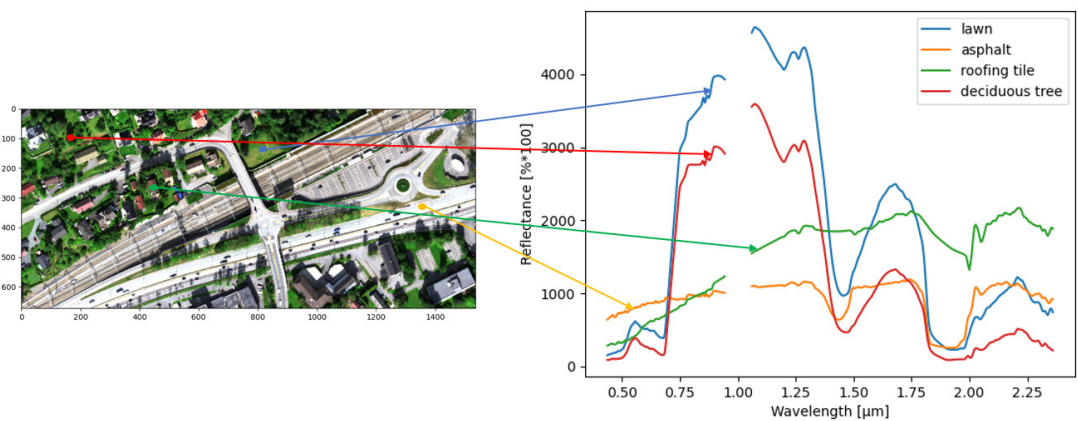 0
100
200
300
400
500
600
0 200 400 600 800 1000 1200 1400
Reflectance [%*100]
4000
3000
2000
1000
0
0.50 0.75 1.00 1.25 1.50 1.75 2.00 2.25
Wavelength [μm]
lawn
asphalt
roofing tile
deciduous tree